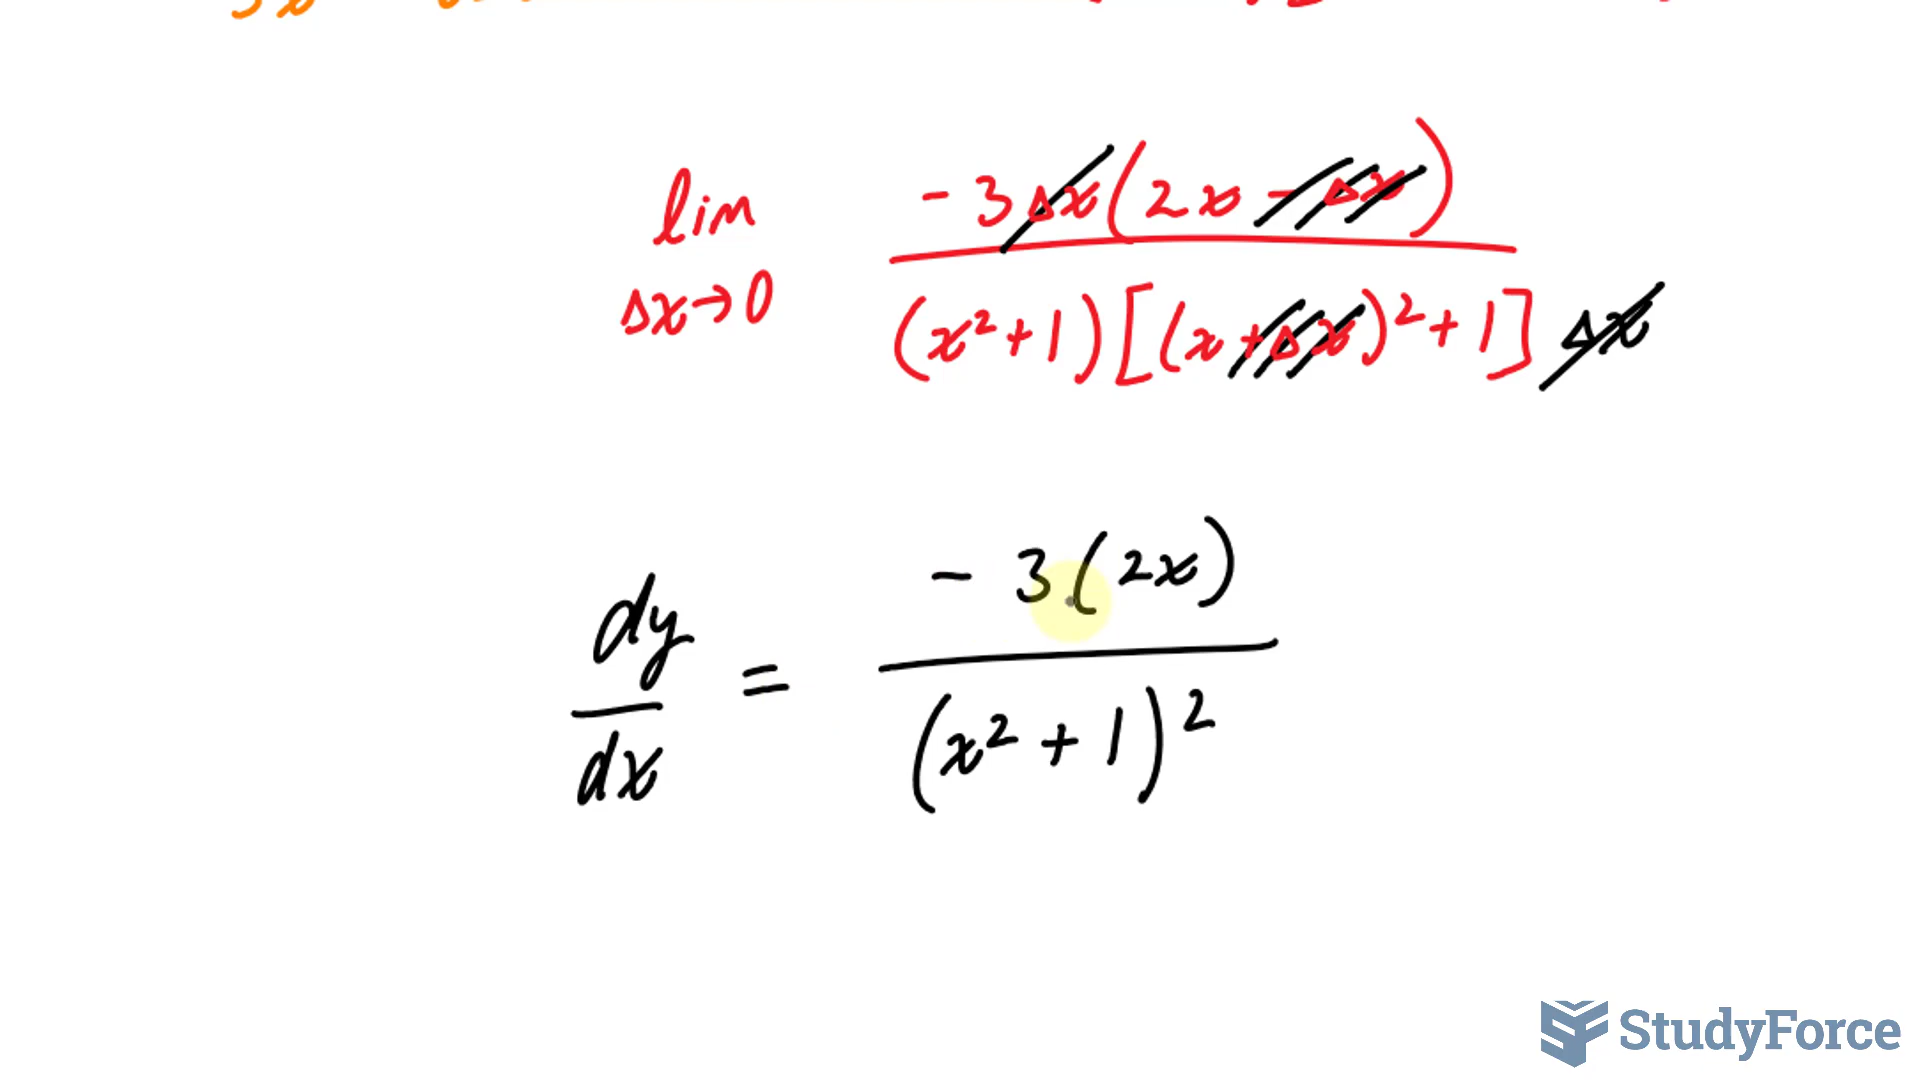 lim Δx→0 -3Δx(2x-Δx) / (x²+1)[(x+Δx)²+1] Δx
dy/dx = -3(2x) / (x²+1)²
StudyForce